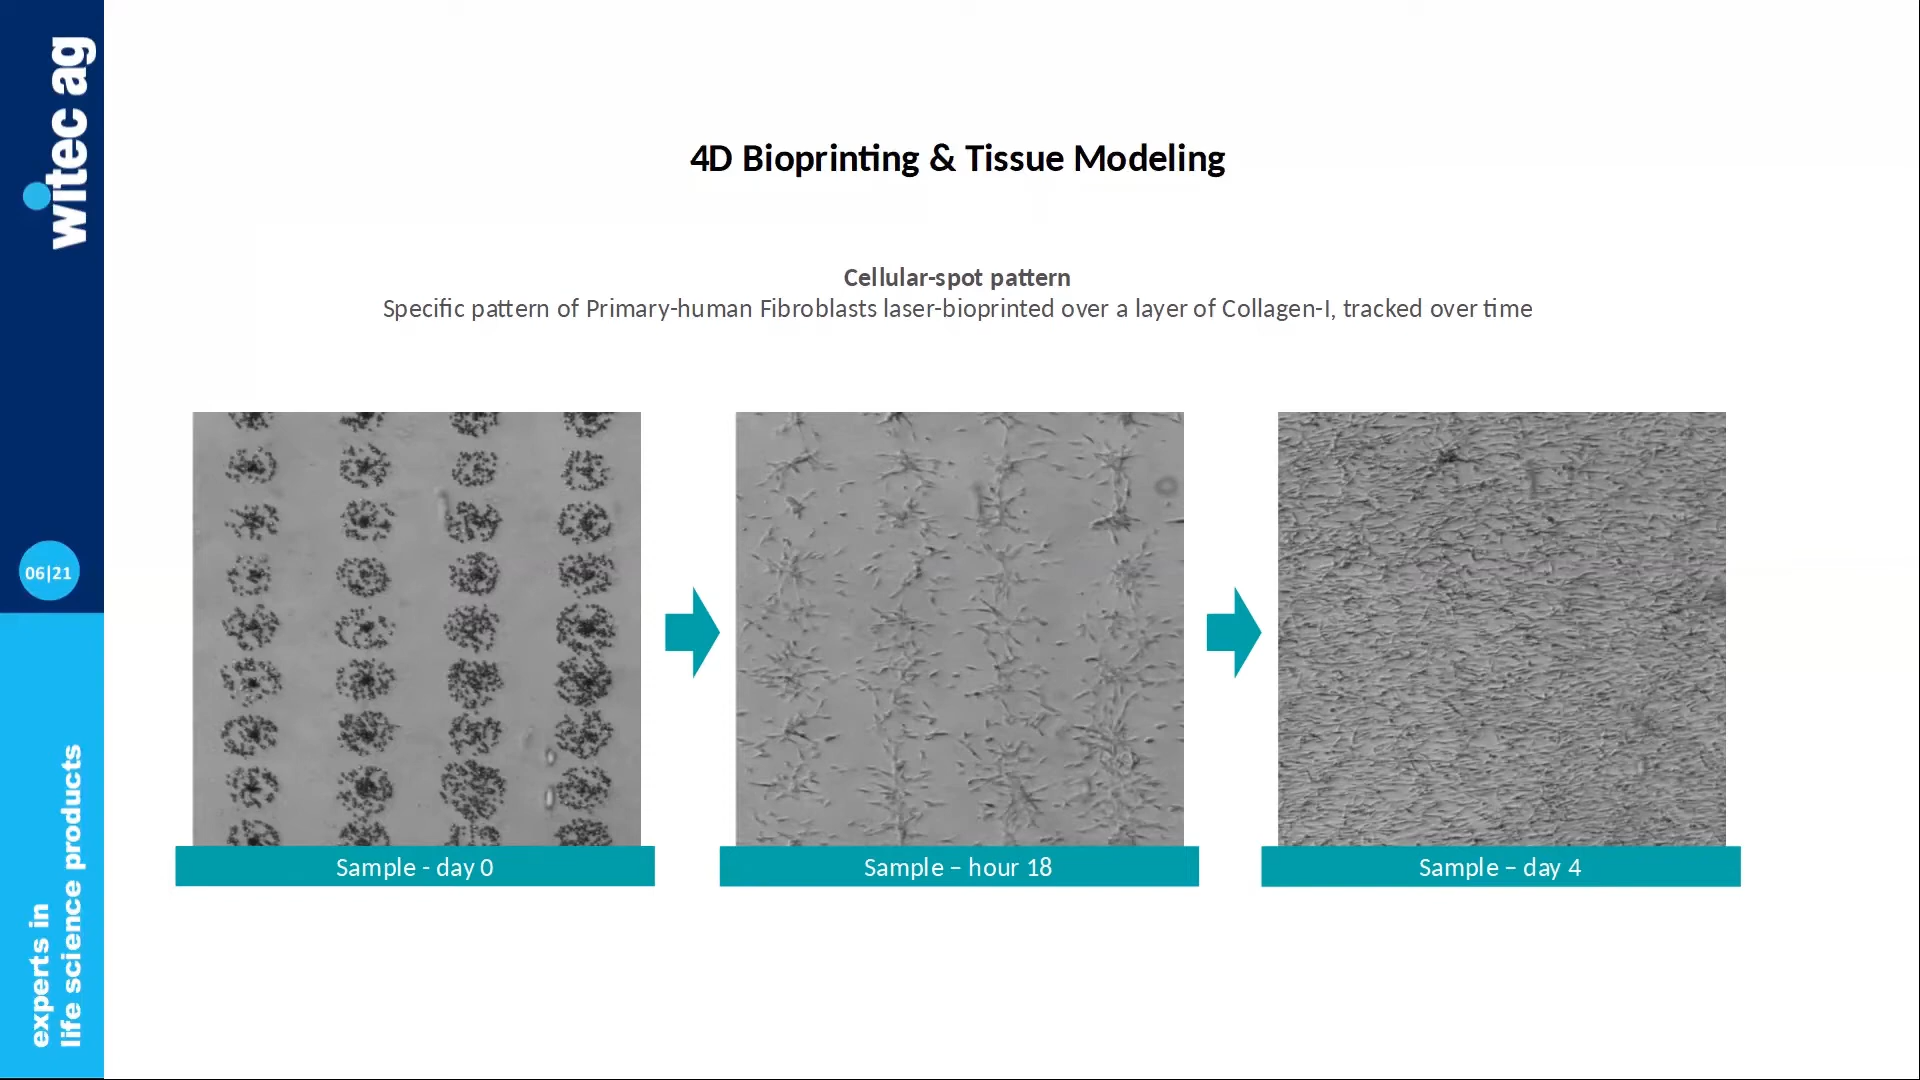 witec ag
06|21
experts in
life science products
4D Bioprinting & Tissue Modeling
Cellular-spot pattern
Specific pattern of Primary-human Fibroblasts laser-bioprinted over a layer of Collagen-I, tracked over time
Sample - day 0
Sample – hour 18
Sample – day 4